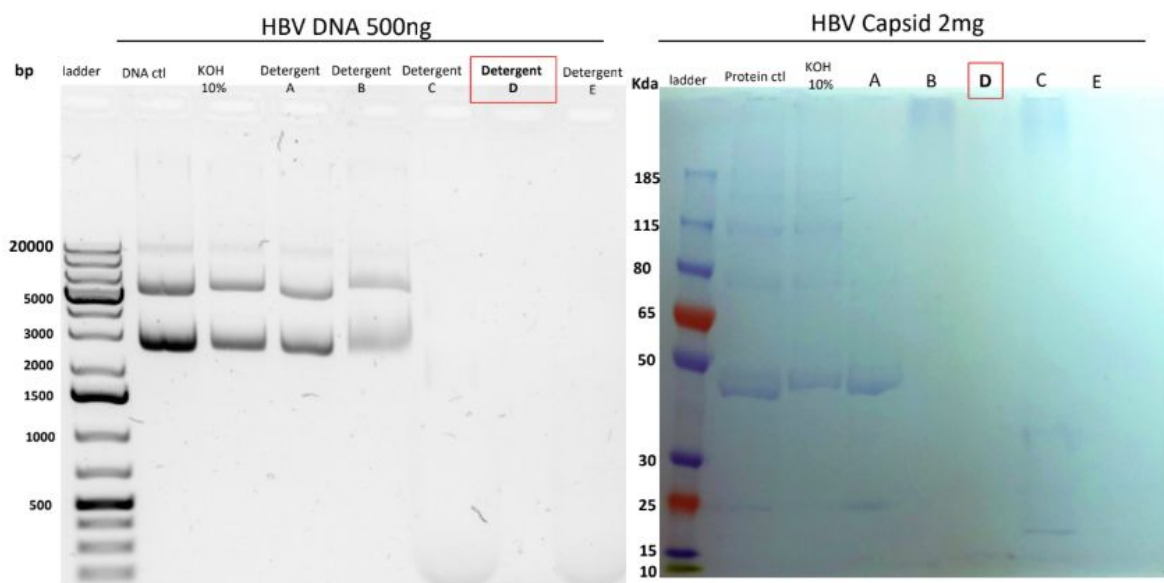 HBV DNA 500ng
bp
ladder
DNA ctl
KOH
10%
Detergent
A
Detergent
B
Detergent
C
Detergent
D
Detergent
E
20000
5000
3000
2000
1500
1000
500
HBV Capsid 2mg
Kda
ladder
Protein ctl
KOH
10%
A
B
D
C
E
185
115
80
65
50
30
25
15
10